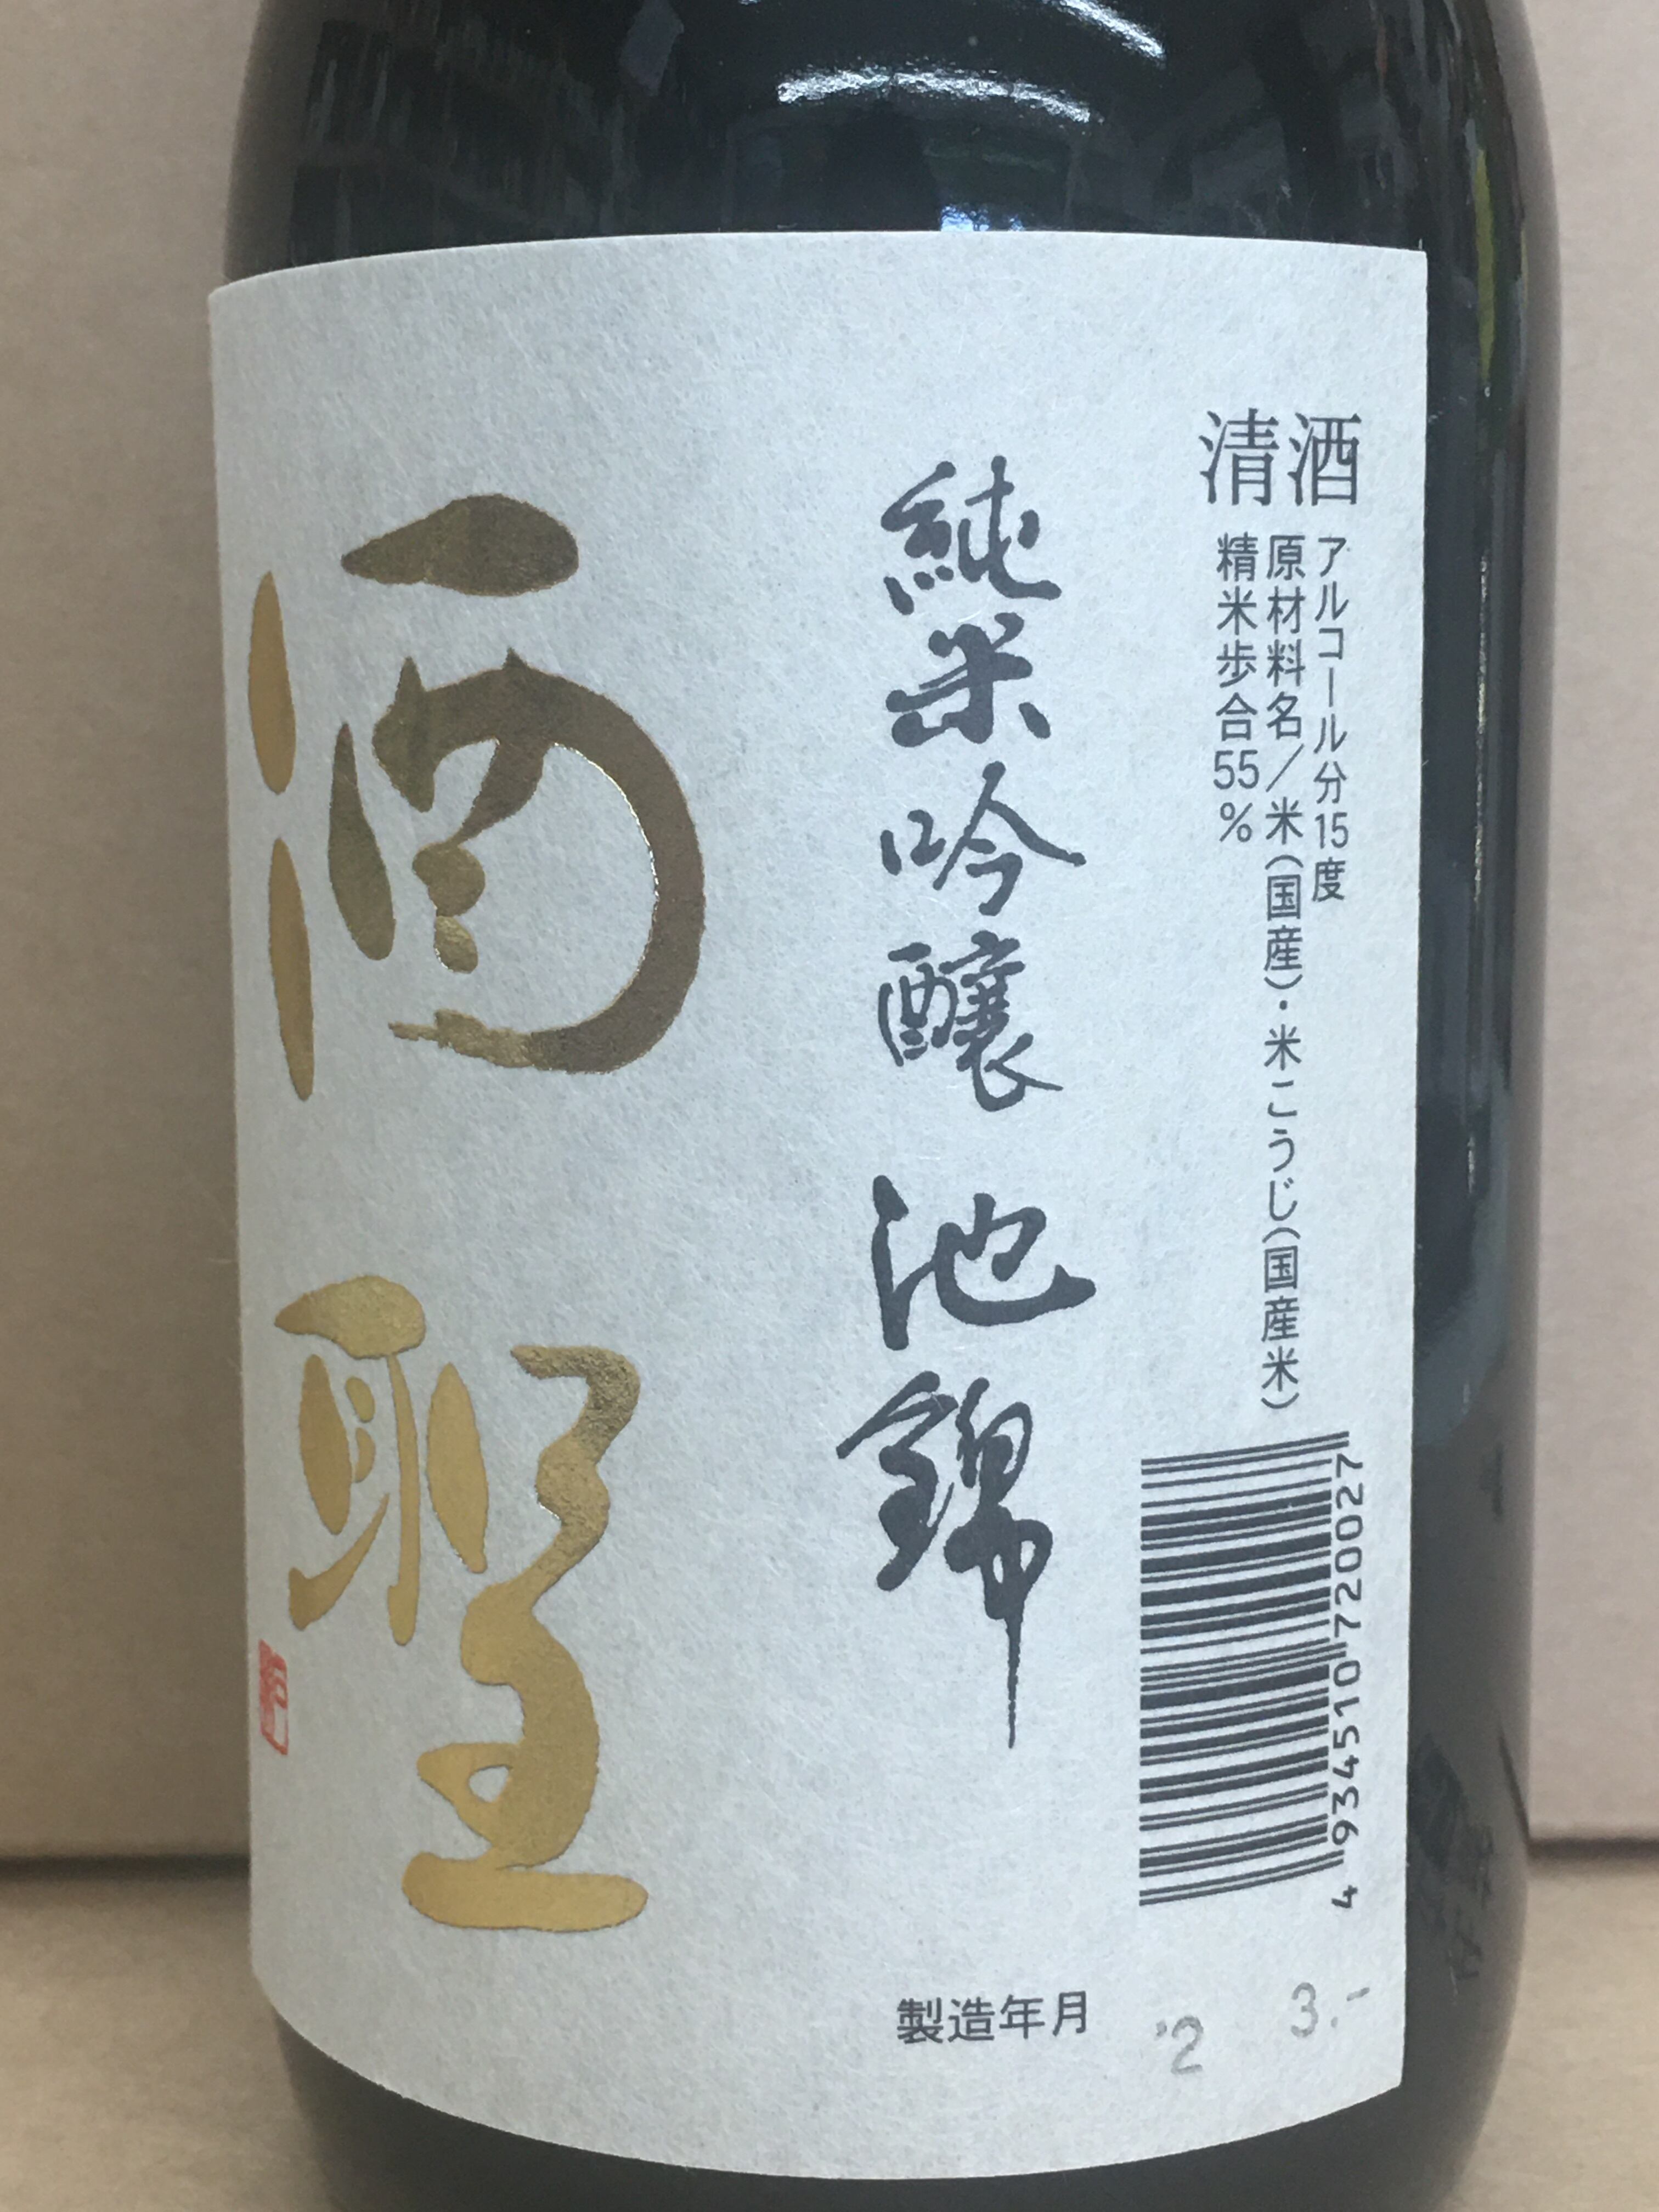 清酒
アルコール分15度
原材料名/米(国産)・米こうじ(国産米)
精米歩合55%
純米吟醸 池錦
酒聖
4934510720027
製造年月 '2 3.-